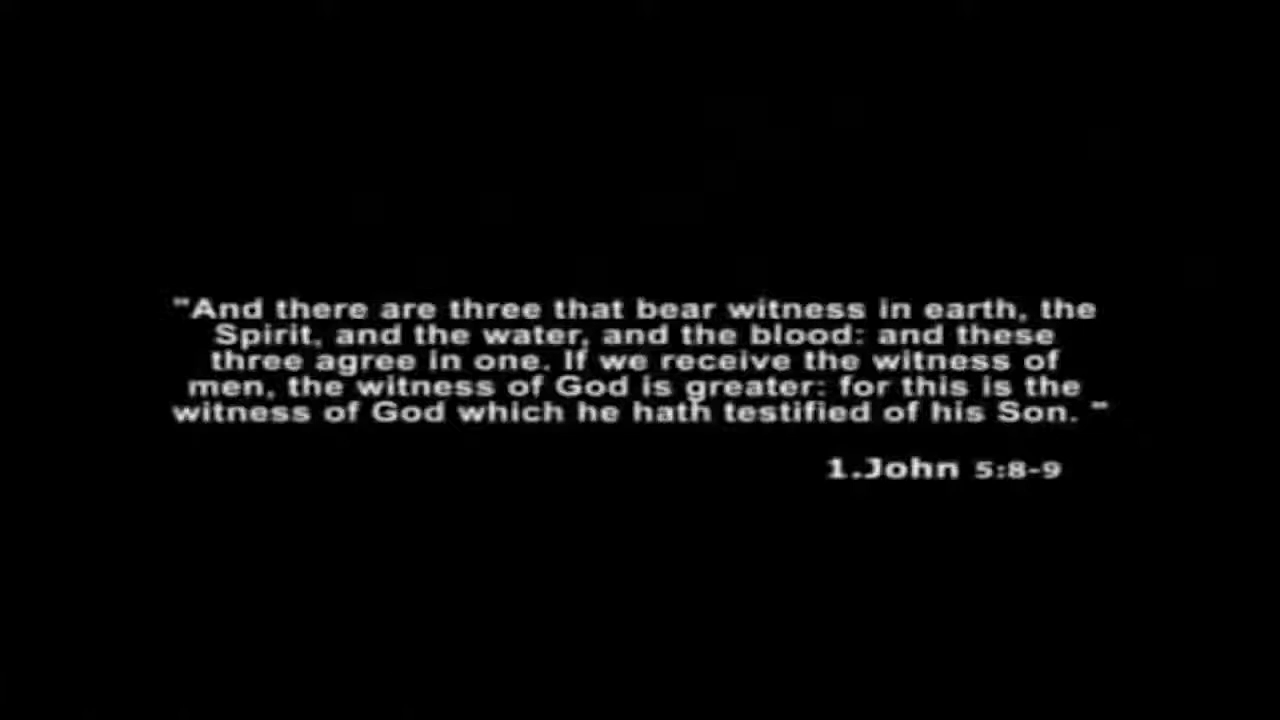 "And there are three that bear witness in earth, the
Spirit, and the water, and the blood: and these
three agree in one. If we receive the witness of
men, the witness of God is greater: for this is the
witness of God which he hath testified of his Son. "
1.John 5:8-9